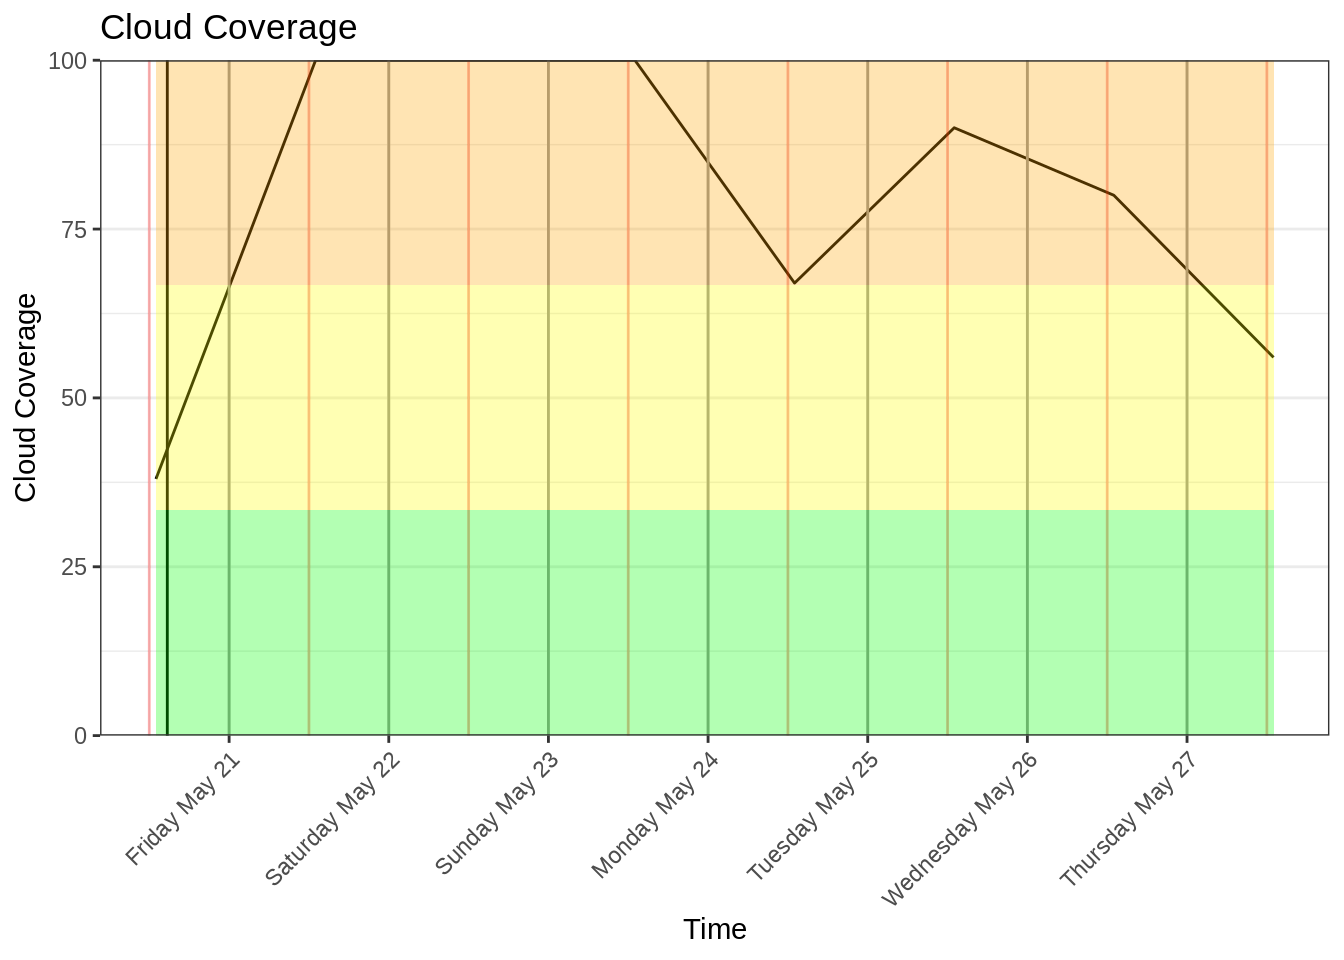 Cloud Coverage
100
75
50
25
0
Cloud Coverage
Friday May 21
Saturday May 22
Sunday May 23
Monday May 24
Tuesday May 25
Wednesday May 26
Thursday May 27
Time